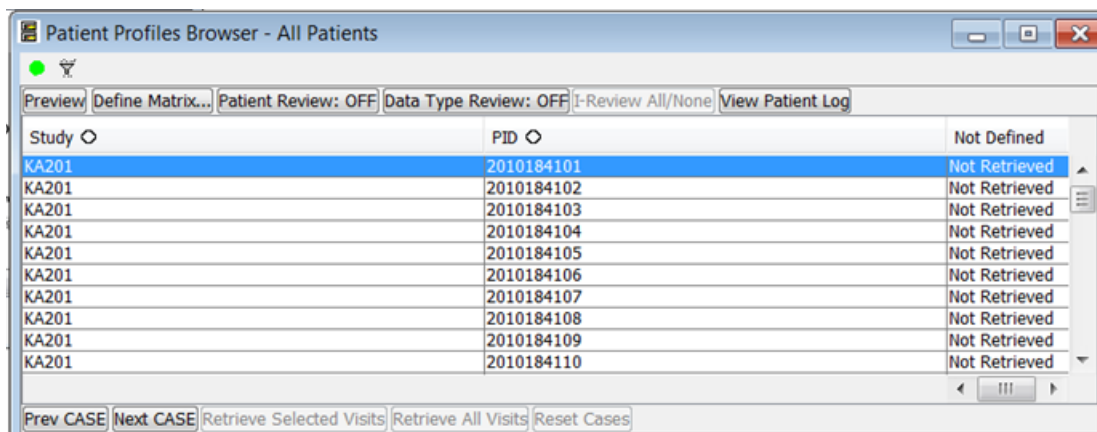 Patient Profiles Browser - All Patients
Preview Define Matrix... Patient Review: OFF Data Type Review: OFF I-Review All/None View Patient Log
Study PID Not Defined
KA201 2010184101 Not Retrieved
KA201 2010184102 Not Retrieved
KA201 2010184103 Not Retrieved
KA201 2010184104 Not Retrieved
KA201 2010184105 Not Retrieved
KA201 2010184106 Not Retrieved
KA201 2010184107 Not Retrieved
KA201 2010184108 Not Retrieved
KA201 2010184109 Not Retrieved
KA201 2010184110 Not Retrieved
Prev CASE Next CASE Retrieve Selected Visits Retrieve All Visits Reset Cases